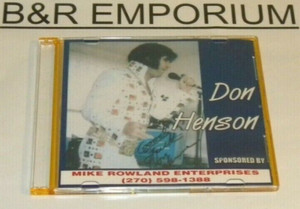 B&R EMPORIUM
Don
Henson
SPONSORED BY
MIKE ROWLAND ENTERPRISES
(270) 598-1388